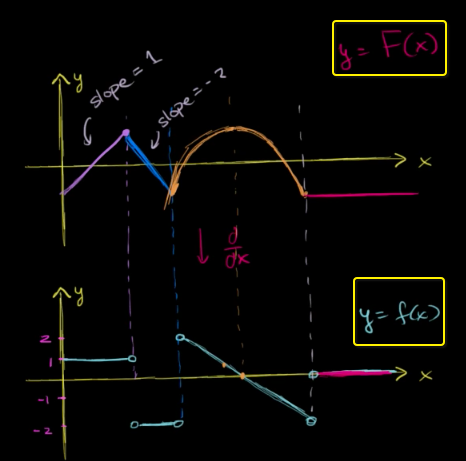 y = F(x)
y
slope = 1
slope = -2
x
d
dx
y
y = f(x)
2
1
x
-1
-2